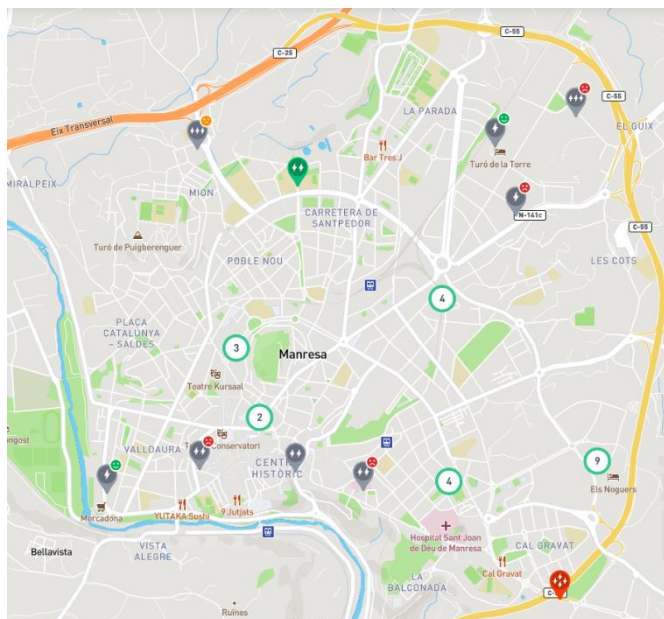 C-55
C-25
C-55
LA PARADA
Eix Transversal
EL GUIX
Bar Tres J
Turó de la Torre
MIRALPEIX
MION
CARRETERA DE
SANTPEDOR
N-141c
C-55
Turó de Puigberenguer
POBLE NOU
LES COTS
4
PLAÇA
CATALUNYA
– SALDES
3
Manresa
Teatre Kursaal
2
VALLDAURA
Conservatori
CENT
HISTÒRIC
9
4
Els Noguers
Mercadona
YUTAKA Sushi
9 Jutjats
Hospital Sant Joan
de Déu de Manresa
CAL GRAVAT
Bellavista
VISTA
ALEGRE
Cal Gravat
LA
BALCONADA
Ruïnes